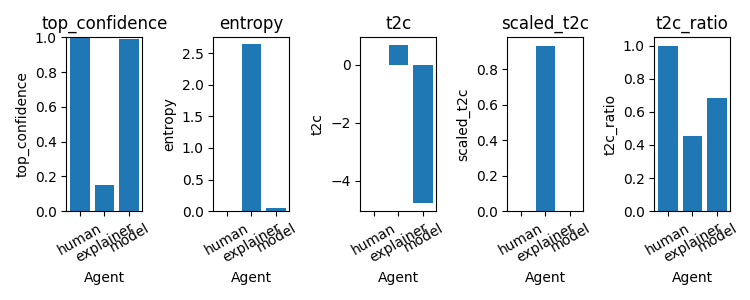 top_confidence
entropy
t2c
scaled_t2c
t2c_ratio
top_confidence
1.0
0.8
0.6
0.4
0.2
0.0
human
explainer
model
Agent
entropy
2.5
2.0
1.5
1.0
0.5
0.0
human
explainer
model
Agent
t2c
0
−2
−4
human
explainer
model
Agent
scaled_t2c
0.8
0.6
0.4
0.2
0.0
human
explainer
model
Agent
t2c_ratio
1.0
0.8
0.6
0.4
0.2
0.0
human
explainer
model
Agent